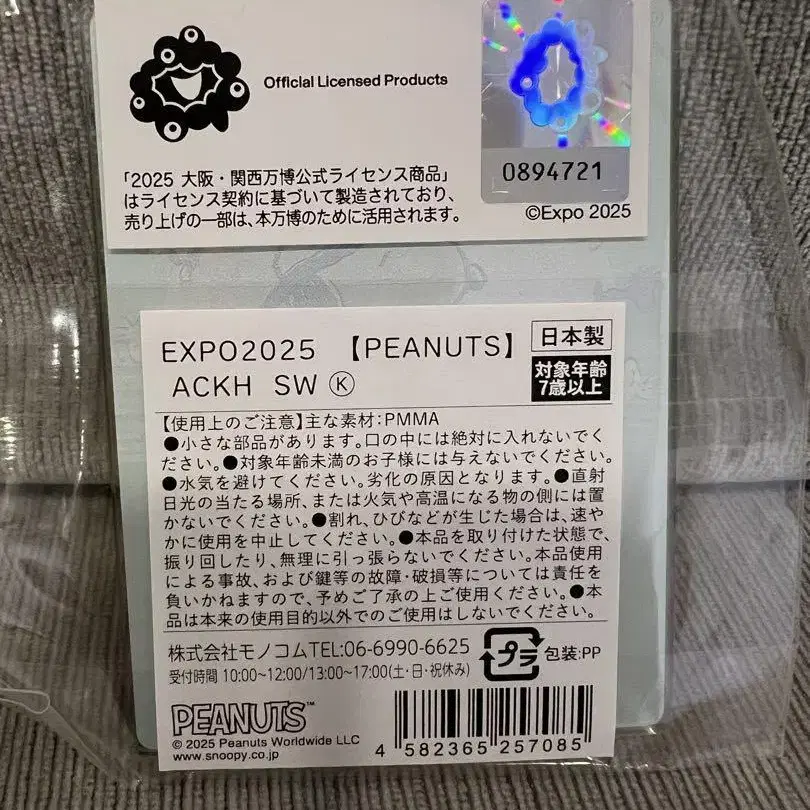 Official Licensed Products
0894721
©Expo 2025
「2025 大阪・関西万博公式ライセンス商品」
はライセンス契約に基づいて製造されており、
売り上げの一部は、本万博のために活用されます。
EXPO2025 【PEANUTS】
日本製
ACKH SW Ⓚ
対象年齢
7歳以上
【使用上のご注意】主な素材:PMMA
●小さな部品があります。口の中には絶対に入れないでく
ださい。●対象年齢未満のお子様には与えないでください。
●水気を避けてください。劣化の原因となります。●直射
日光の当たる場所、または火気や高温になる物の側には置
かないでください。●割れ、ひびなどが生じた場合は、速や
かに使用を中止してください。●本品を取り付けた状態で、
振り回したり、無理に引っ張らないでください。本品使用
による事故、および鍵等の故障・破損等については責任を
負いかねますので、予めご了承の上ご使用ください。●本
品は本来の使用目的以外でのご使用はしないでください。
株式会社モノコムTEL:06-6990-6625
受付時間 10:00~12:00/13:00~17:00(土・日・祝休み)
プラ 包装:PP
PEANUTS™
© 2025 Peanuts Worldwide LLC
www.snoopy.co.jp
4 582365 257085